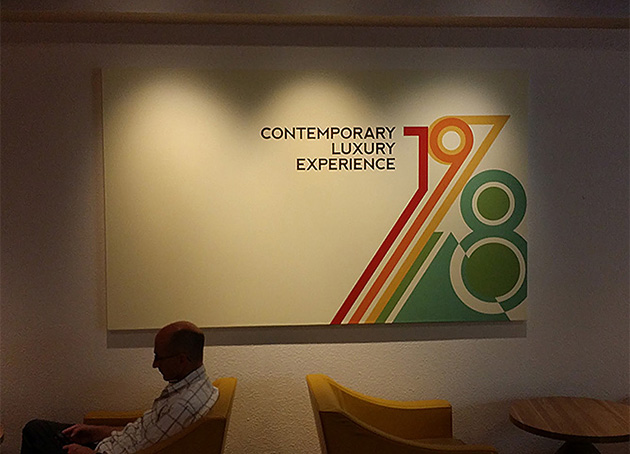 CONTEMPORARY
LUXURY
EXPERIENCE
1978